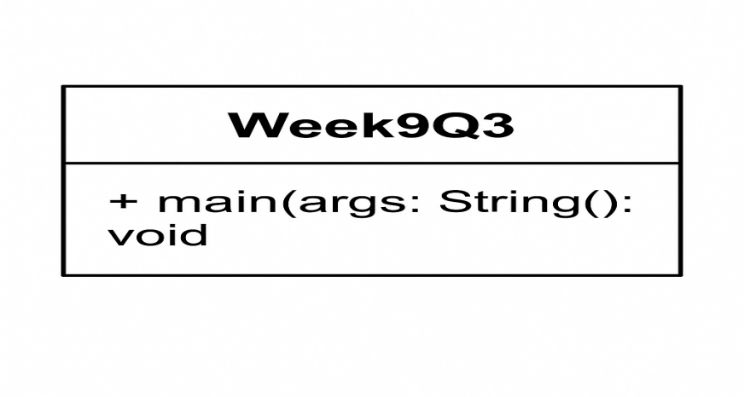 Week9Q3
+ main(args: String():
void